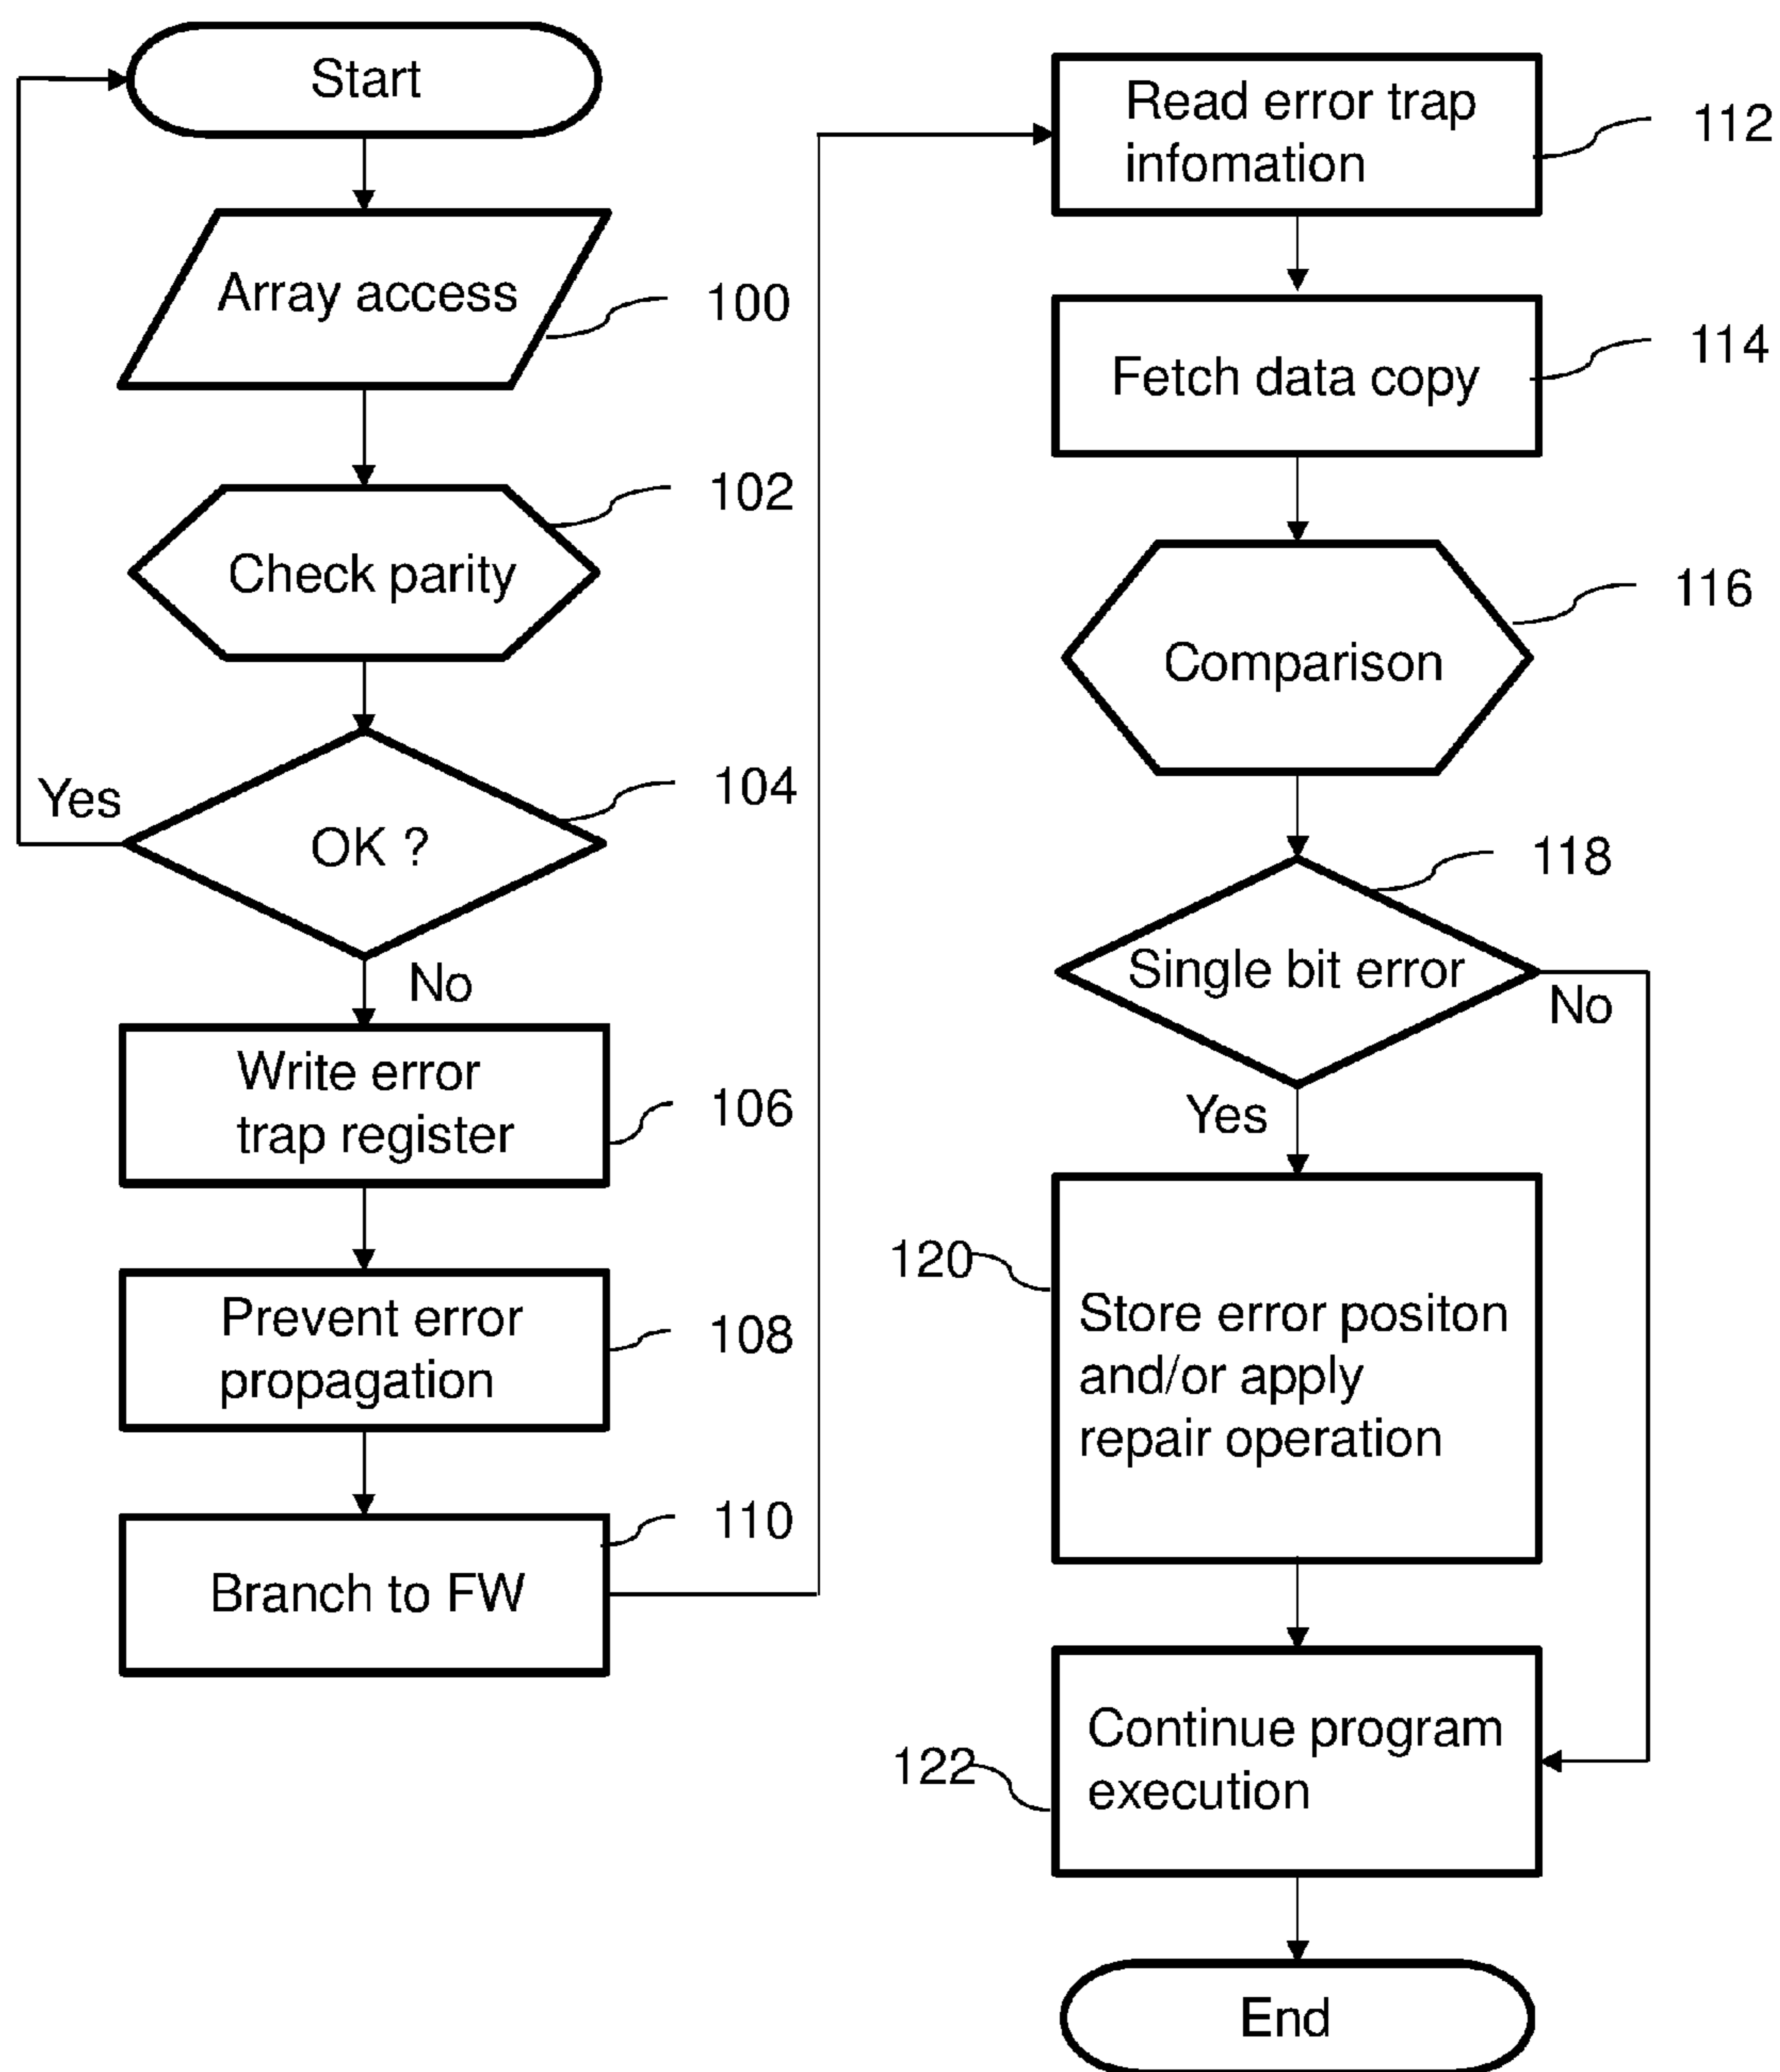 Start
Array access
100
Check parity
102
OK ?
104
Yes
No
Write error
trap register
106
Prevent error
propagation
108
Branch to FW
110
Read error trap
infomation
112
Fetch data copy
114
Comparison
116
Single bit error
118
No
Yes
120
Store error positon
and/or apply
repair operation
Continue program
execution
122
End